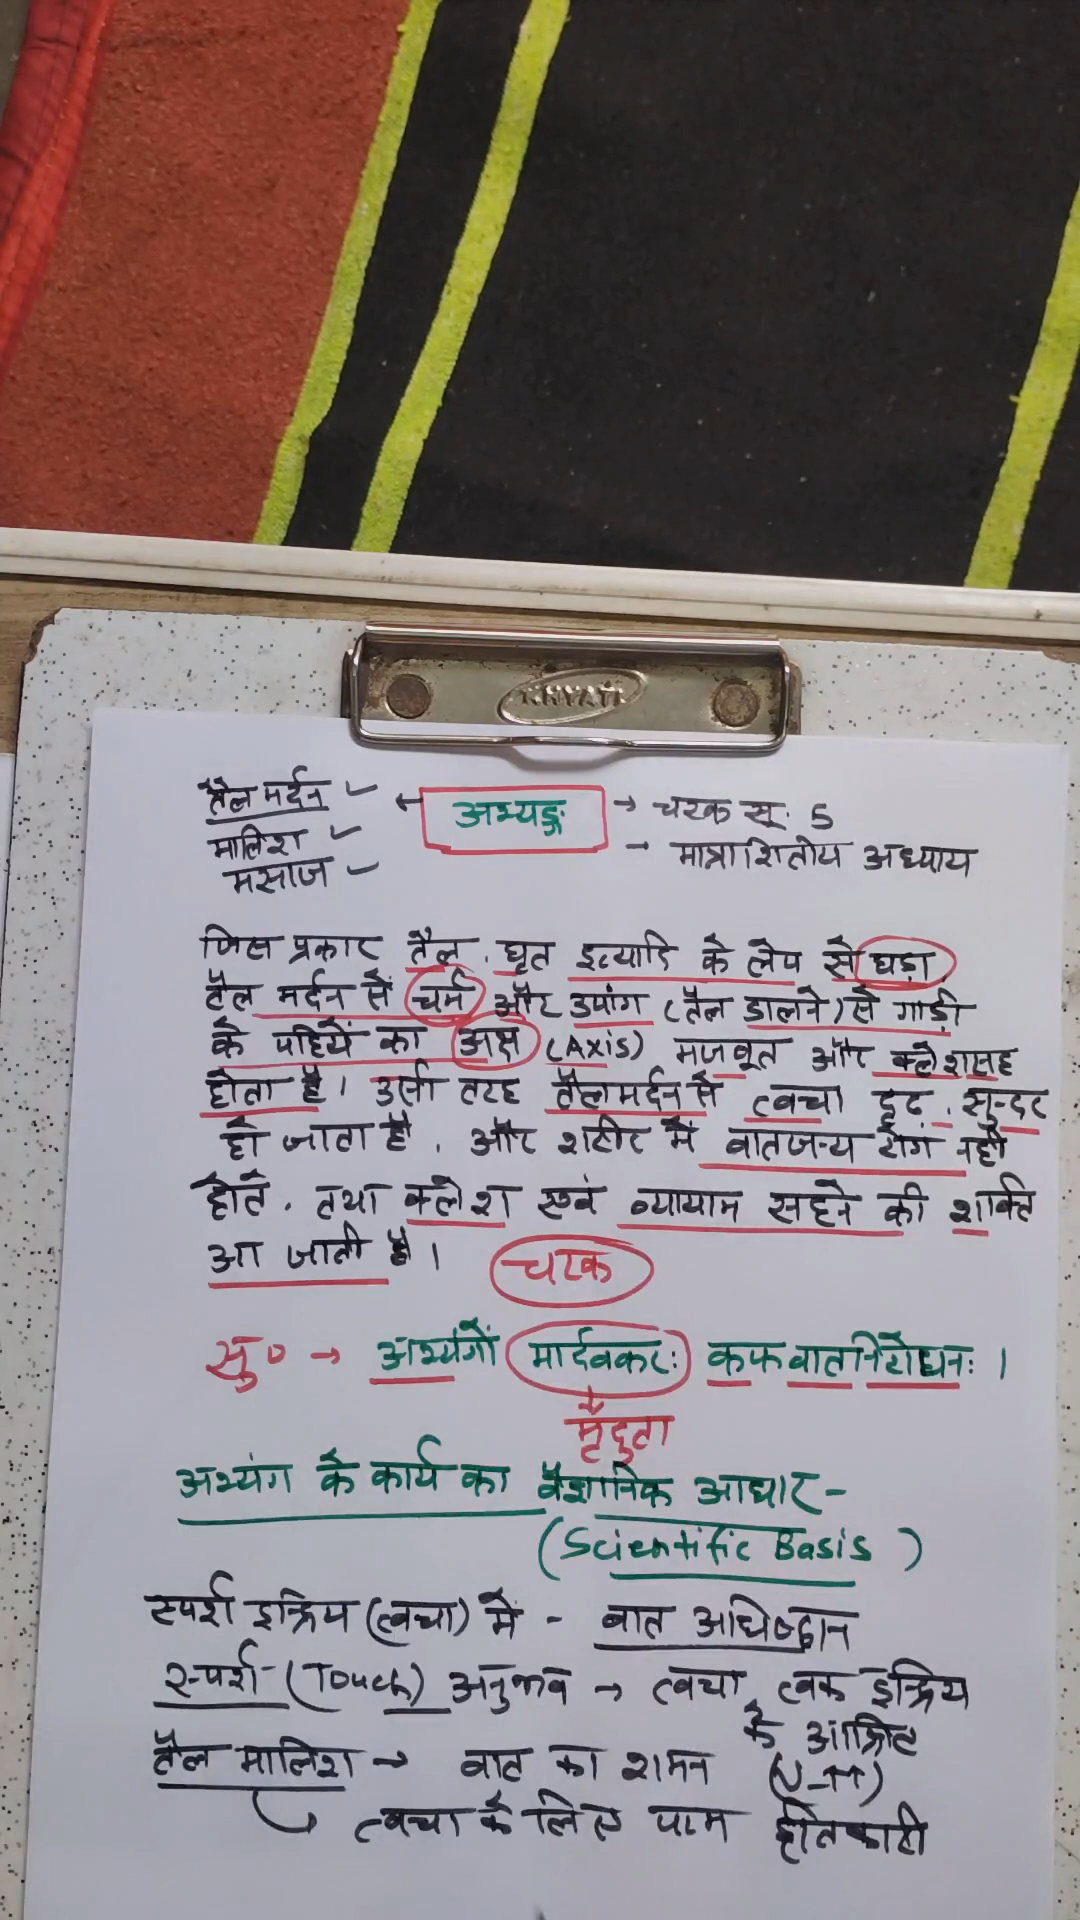 KHYATI
तैल मर्दन ✓ ← अभ्यङ्ग → चरक सू. 5
मालिश ✓ → मात्राशितीय अध्याय
मसाज ✓
जिस प्रकार तैल, घृत इत्यादि के लेप से घड़ा,
तैल मर्दन से चर्म और उपांग (तैल डालने) से गाड़ी
के पहियें का अक्ष (Axis) मजबूत और क्लेशसह
होता है। उसी तरह तैलमर्दन से त्वचा दृढ़, सुन्दर
हो जाता है, और शरीर में वातजन्य रोग नहीं
होते, तथा क्लेश एवं व्यायाम सहने की शक्ति
आ जाती है। चरक
सु० → अभ्यंगों मार्दवकरः कफवातनिरोधनः।
मृदुता
अभ्यंग के कार्य का वैज्ञानिक आधार-
(Scientific Basis)
स्पर्श इन्द्रिय (त्वचा) में - वात अधिष्ठान
स्पर्श-(Touch) अनुभव → त्वचा, त्वक इन्द्रिय
के आश्रित
तैल मालिश → वात का शमन
त्वचा के लिए परम हितकारी